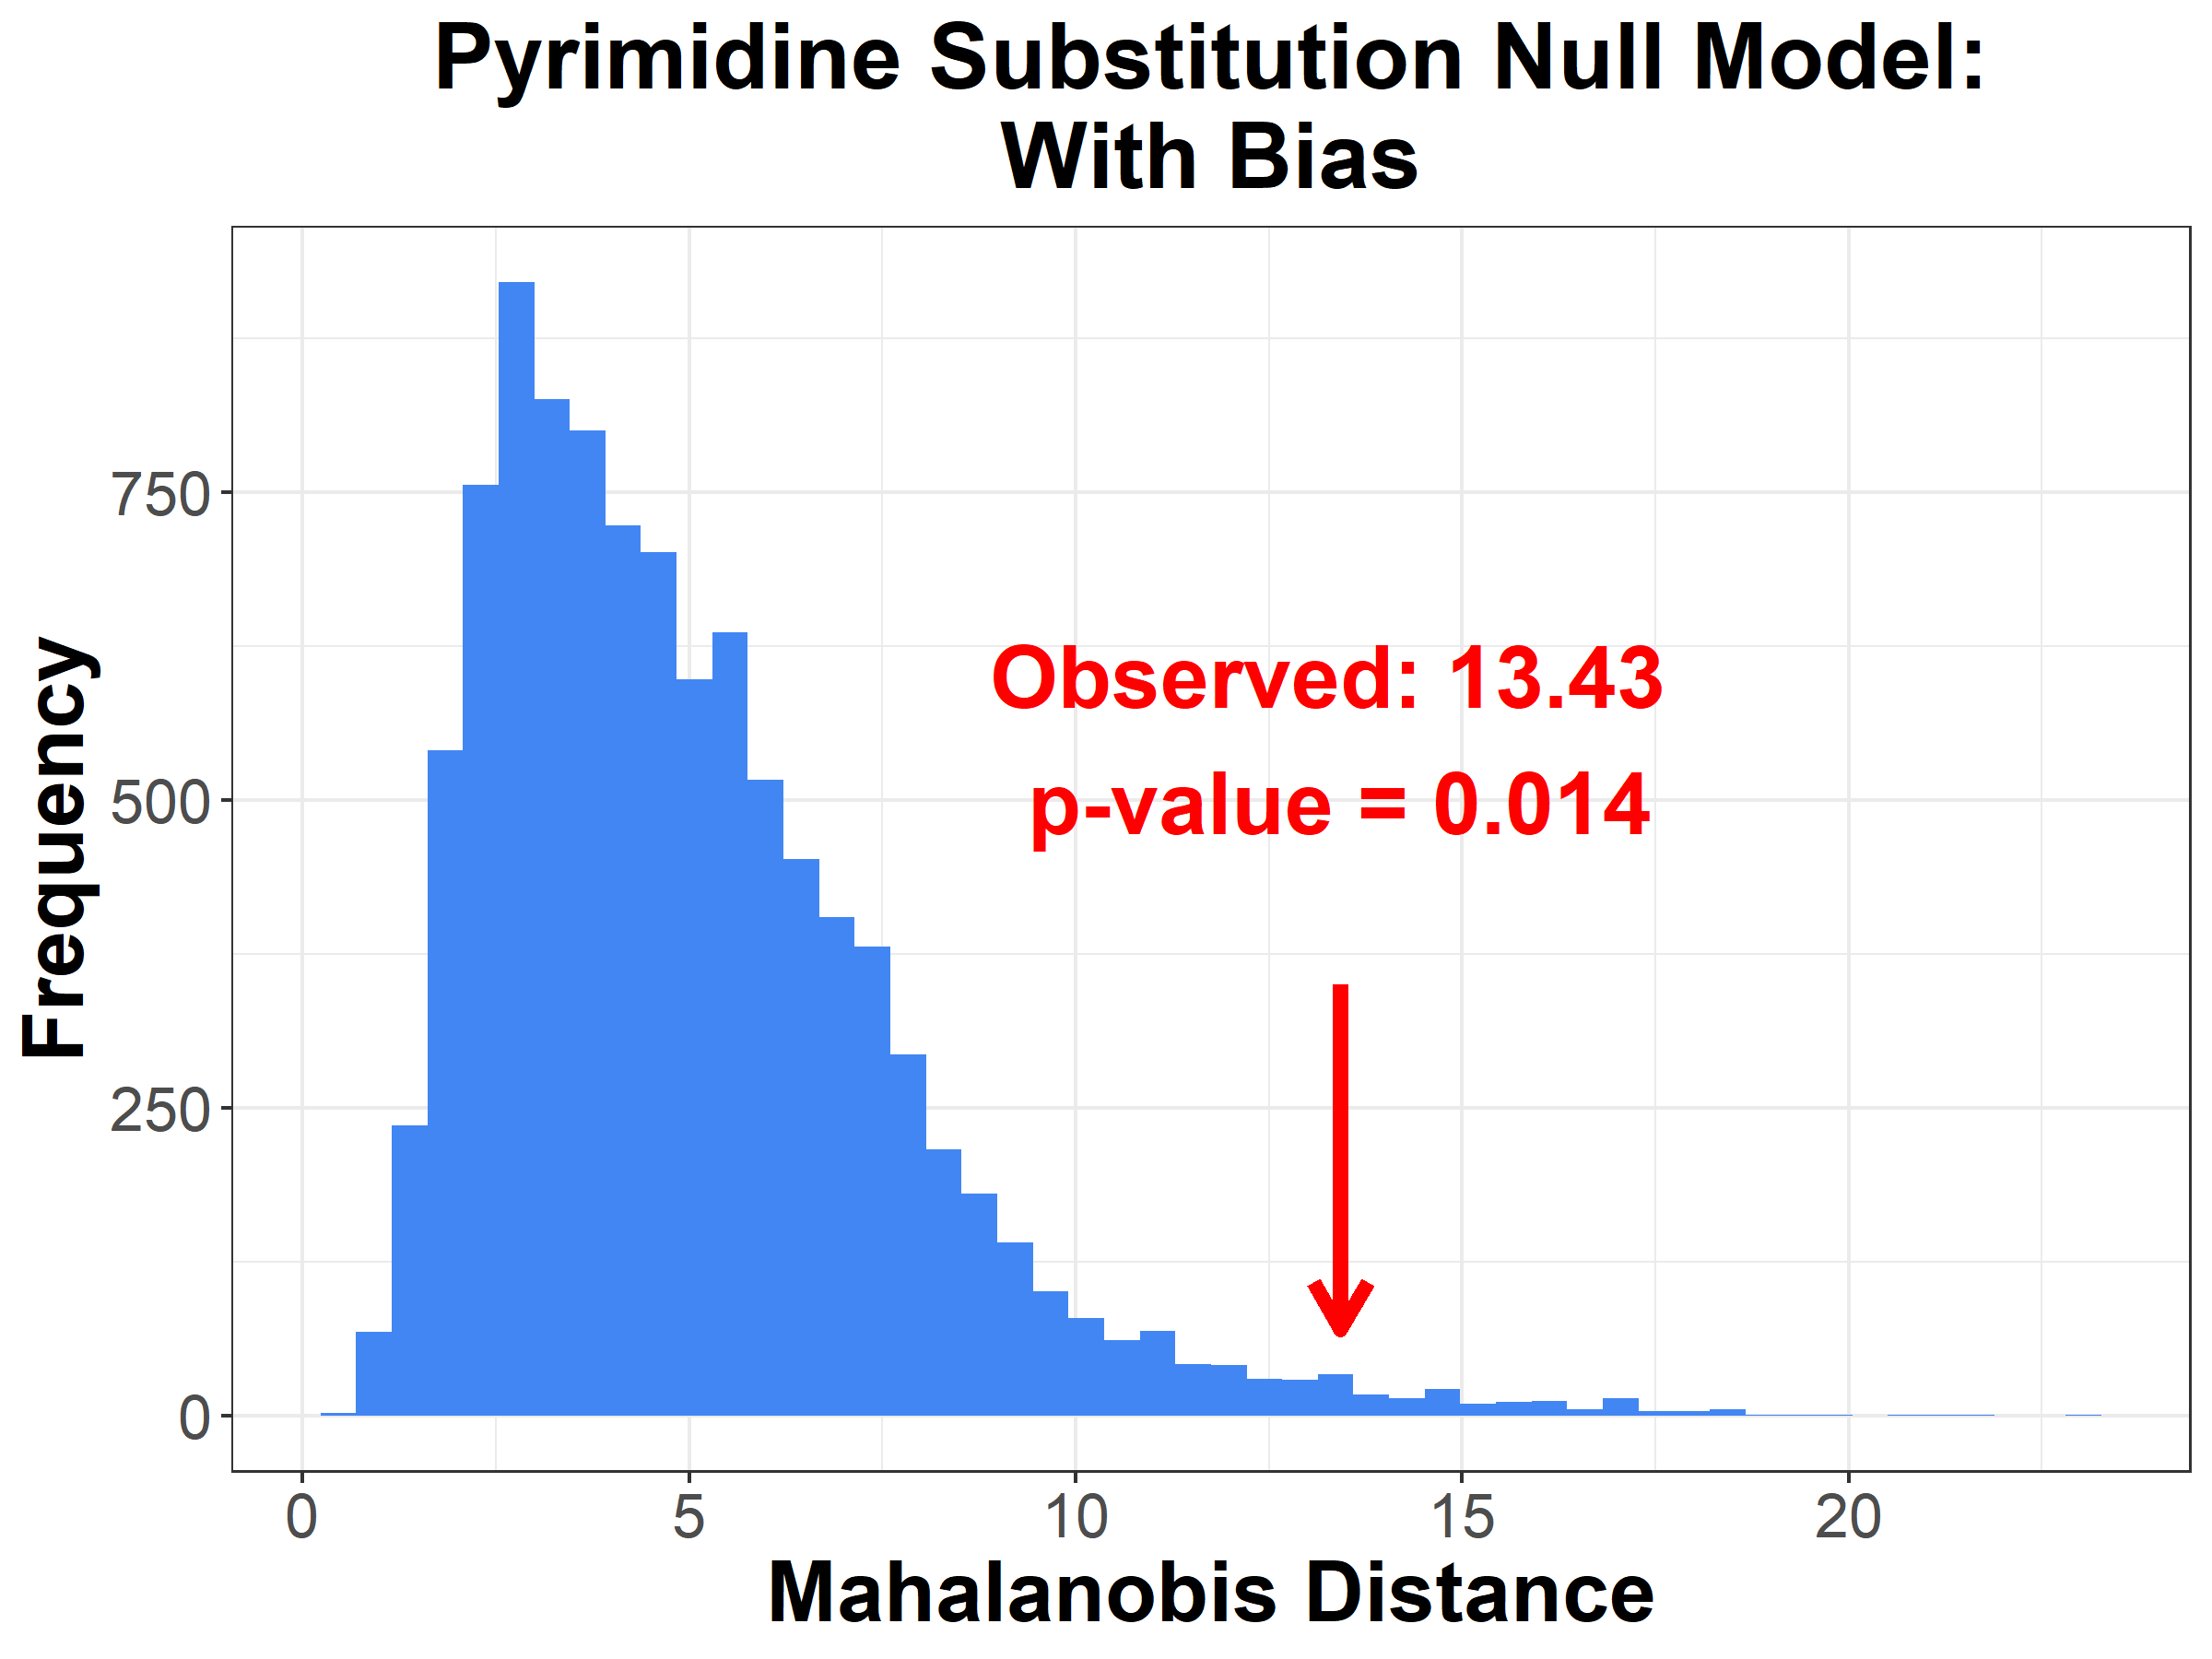 Pyrimidine Substitution Null Model:
With Bias
Frequency
750
500
250
0
Observed: 13.43
p-value = 0.014
0 5 10 15 20
Mahalanobis Distance